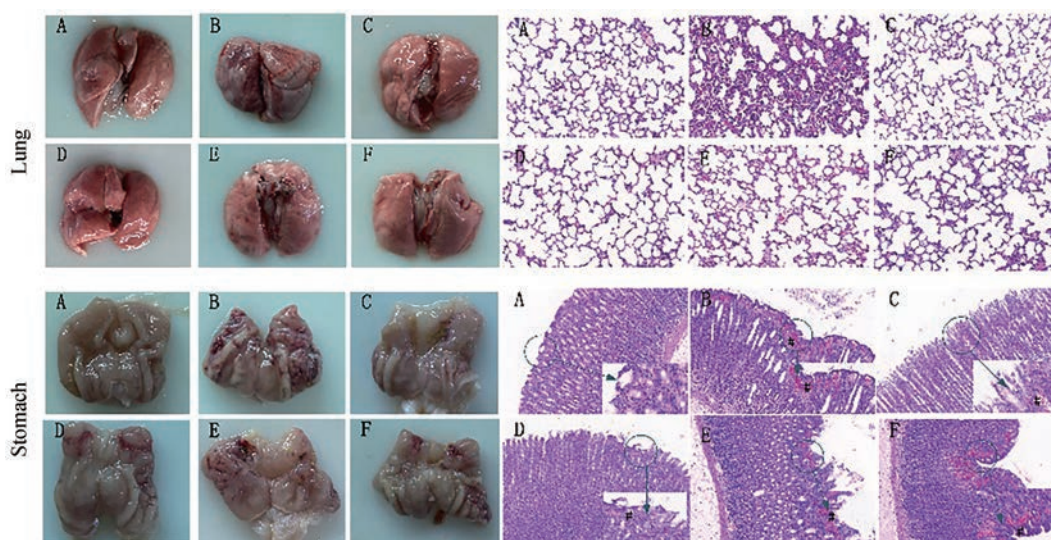 Lung
A B C A B C
D E F D E F
Stomach
A B C A B C
# # # #
D E F D E F
# # #